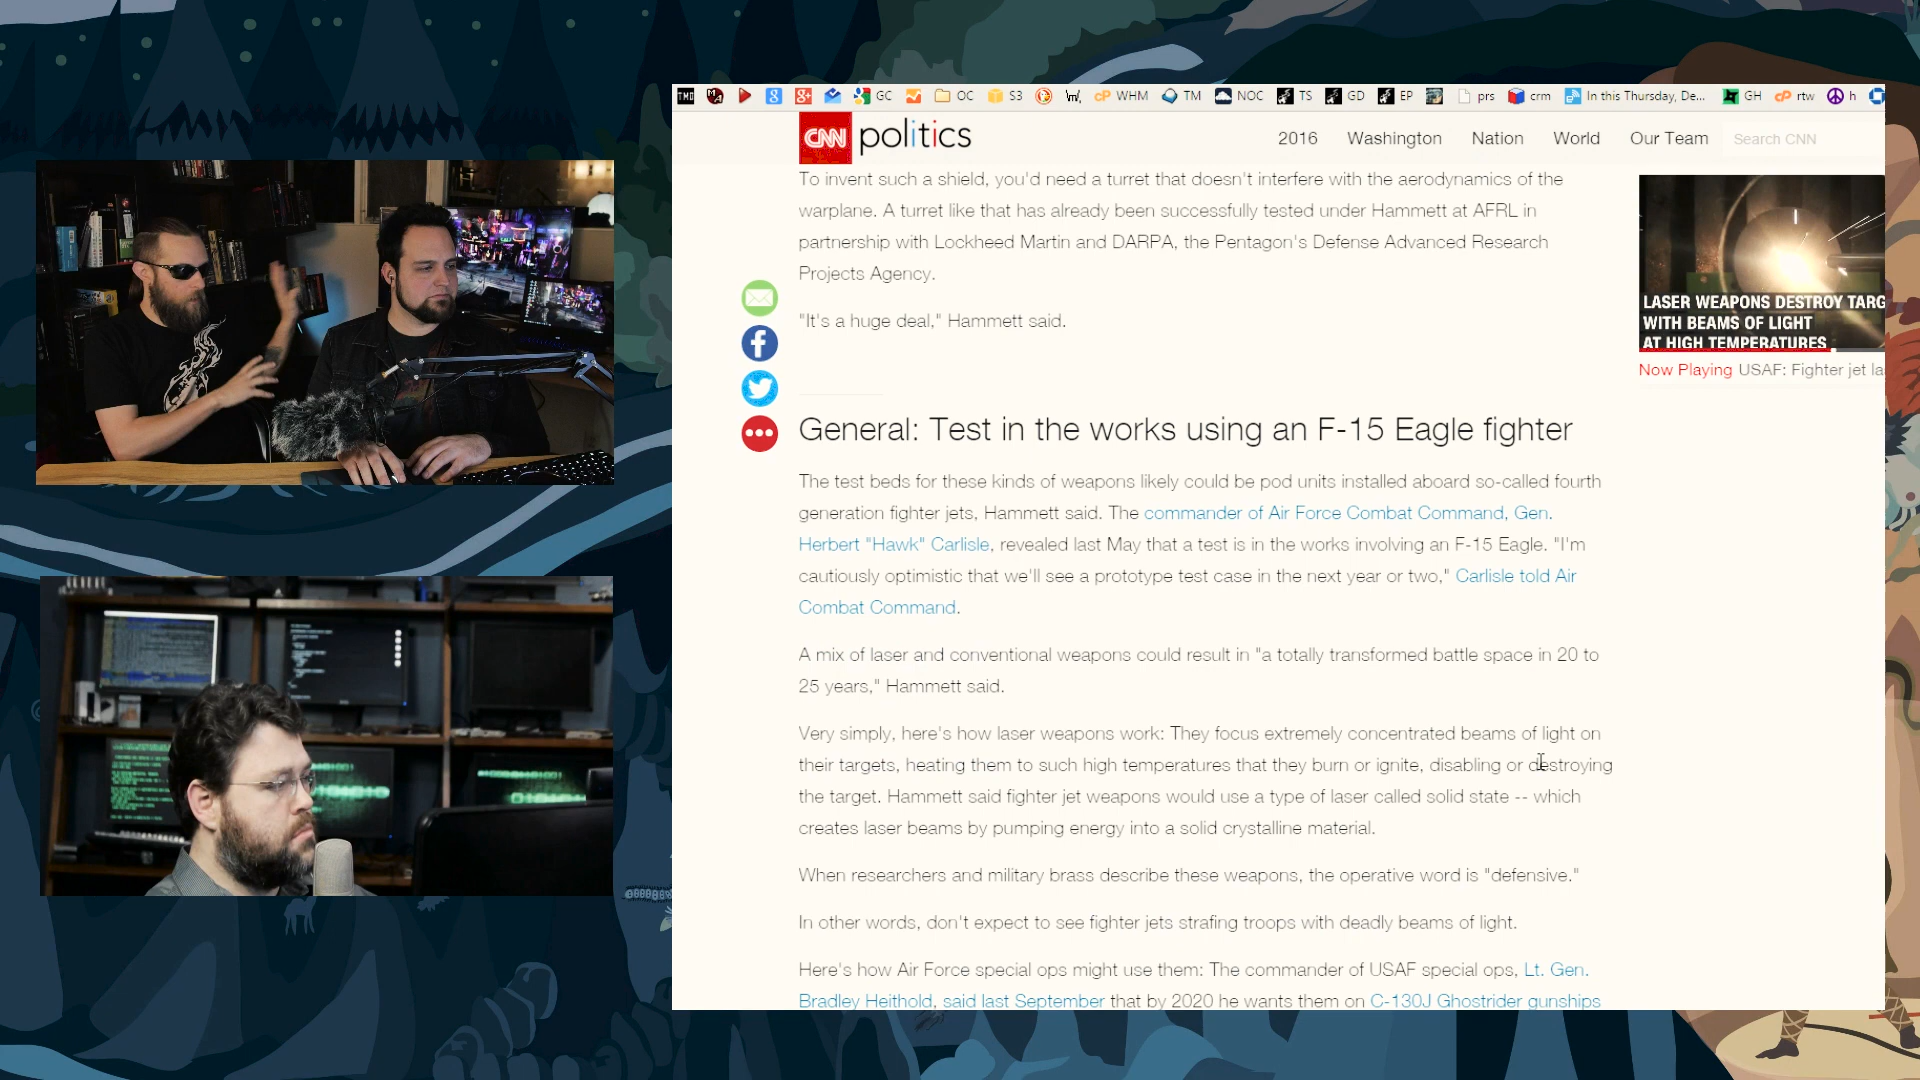 TMD GC OC S3 WHM TM NOC TS GD EP prs crm In this Thursday, De... GH rtw h
CNN politics 2016 Washington Nation World Our Team Search CNN
To invent such a shield, you'd need a turret that doesn't interfere with the aerodynamics of the
warplane. A turret like that has already been successfully tested under Hammett at AFRL in
partnership with Lockheed Martin and DARPA, the Pentagon's Defense Advanced Research
Projects Agency.
"It's a huge deal," Hammett said.
LASER WEAPONS DESTROY TARG
WITH BEAMS OF LIGHT
AT HIGH TEMPERATURES
Now Playing USAF: Fighter jet la
General: Test in the works using an F-15 Eagle fighter
The test beds for these kinds of weapons likely could be pod units installed aboard so-called fourth
generation fighter jets, Hammett said. The commander of Air Force Combat Command, Gen.
Herbert "Hawk" Carlisle, revealed last May that a test is in the works involving an F-15 Eagle. "I'm
cautiously optimistic that we'll see a prototype test case in the next year or two," Carlisle told Air
Combat Command.
A mix of laser and conventional weapons could result in "a totally transformed battle space in 20 to
25 years," Hammett said.
Very simply, here's how laser weapons work: They focus extremely concentrated beams of light on
their targets, heating them to such high temperatures that they burn or ignite, disabling or destroying
the target. Hammett said fighter jet weapons would use a type of laser called solid state -- which
creates laser beams by pumping energy into a solid crystalline material.
When researchers and military brass describe these weapons, the operative word is "defensive."
In other words, don't expect to see fighter jets strafing troops with deadly beams of light.
Here's how Air Force special ops might use them: The commander of USAF special ops, Lt. Gen.
Bradley Heithold, said last September that by 2020 he wants them on C-130J Ghostrider gunships